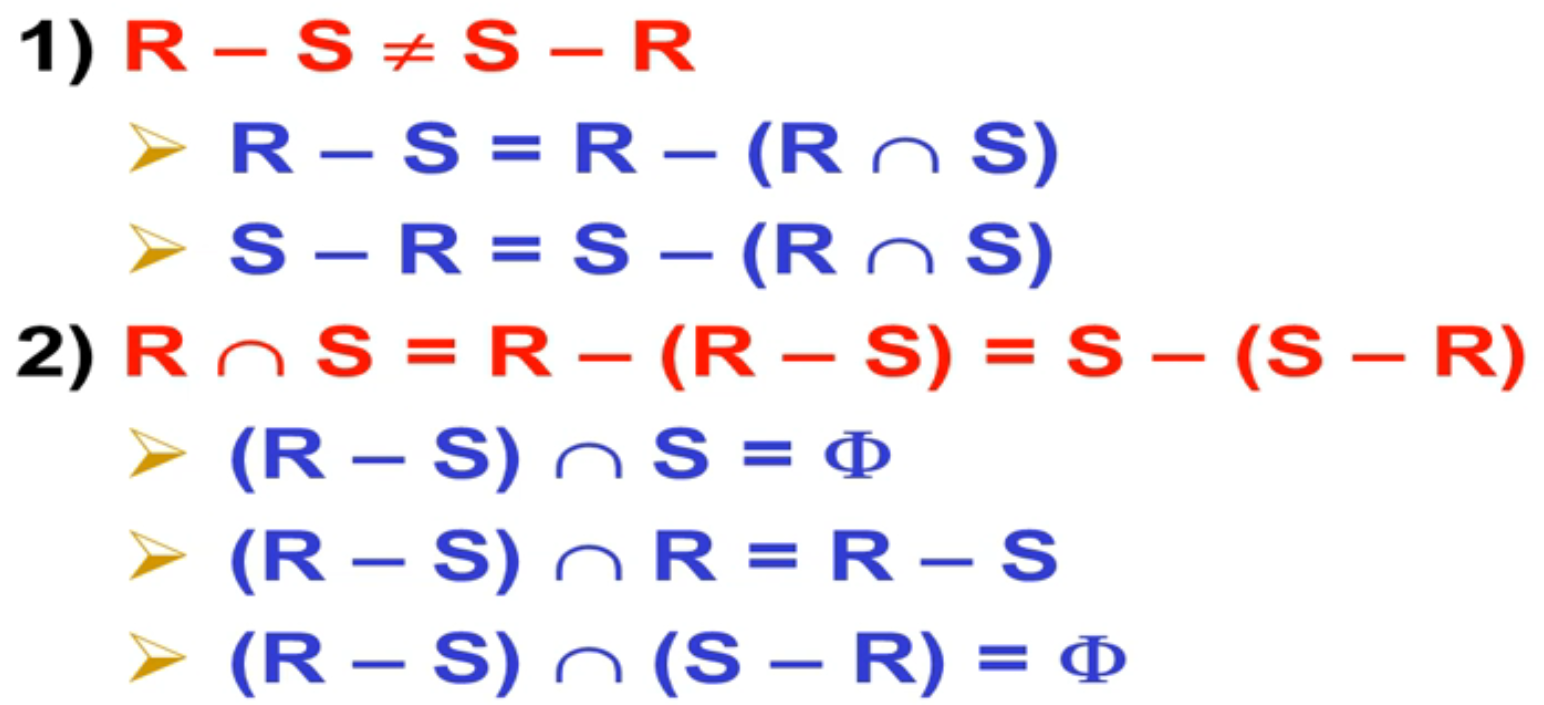 1) R – S ≠ S – R
➢ R – S = R – (R ∩ S)
➢ S – R = S – (R ∩ S)
2) R ∩ S = R – (R – S) = S – (S – R)
➢ (R – S) ∩ S = Φ
➢ (R – S) ∩ R = R – S
➢ (R – S) ∩ (S – R) = Φ